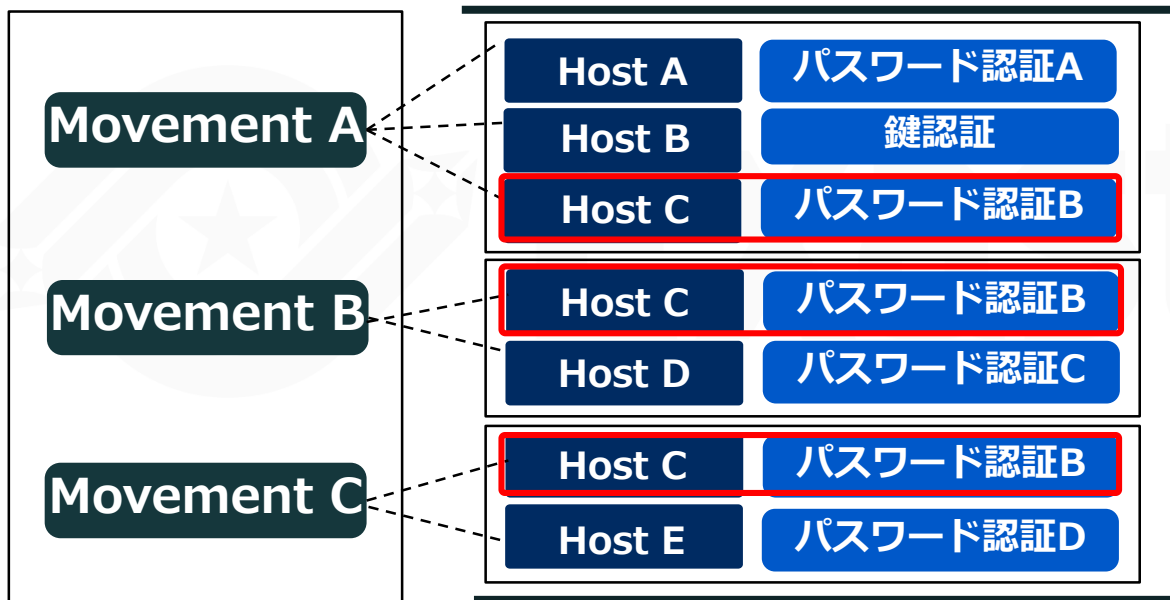 Movement A
Host A パスワード認証A
Host B 鍵認証
Host C パスワード認証B
Movement B
Host C パスワード認証B
Host D パスワード認証C
Movement C
Host C パスワード認証B
Host E パスワード認証D